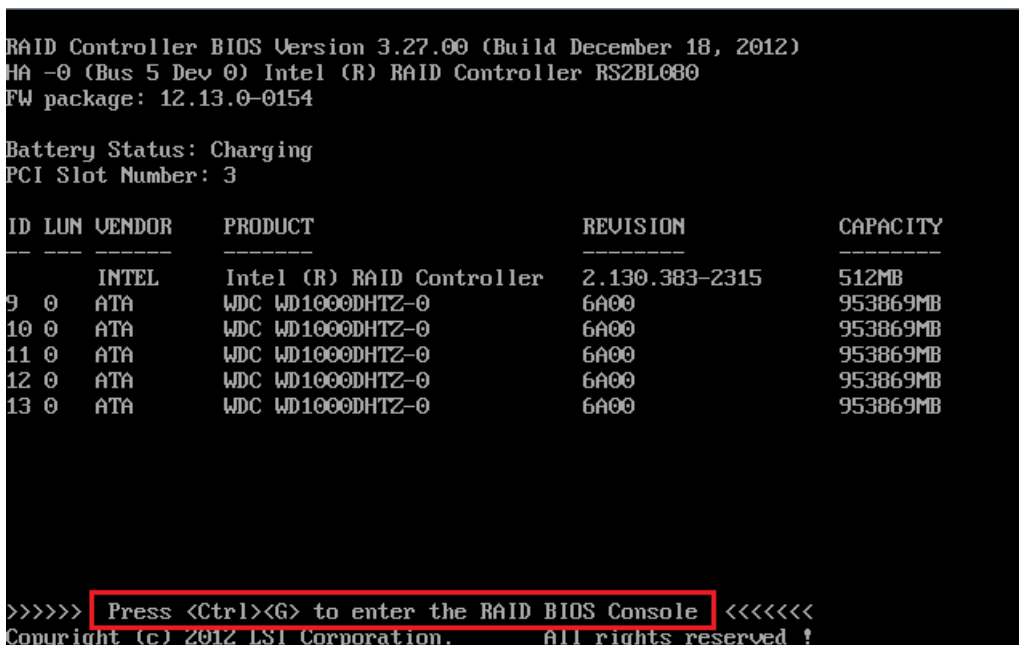 RAID Controller BIOS Version 3.27.00 (Build December 18, 2012)
HA -0 (Bus 5 Dev 0) Intel (R) RAID Controller RS2BL080
FW package: 12.13.0-0154
Battery Status: Charging
PCI Slot Number: 3
ID LUN VENDOR PRODUCT REVISION CAPACITY
-- --- ------ ------- -------- --------
INTEL Intel (R) RAID Controller 2.130.383-2315 512MB
9 0 ATA WDC WD1000DHTZ-0 6A00 953869MB
10 0 ATA WDC WD1000DHTZ-0 6A00 953869MB
11 0 ATA WDC WD1000DHTZ-0 6A00 953869MB
12 0 ATA WDC WD1000DHTZ-0 6A00 953869MB
13 0 ATA WDC WD1000DHTZ-0 6A00 953869MB
>>>>>> Press <Ctrl><G> to enter the RAID BIOS Console <<<<<<<
Copyright (c) 2012 LSI Corporation. All rights reserved !